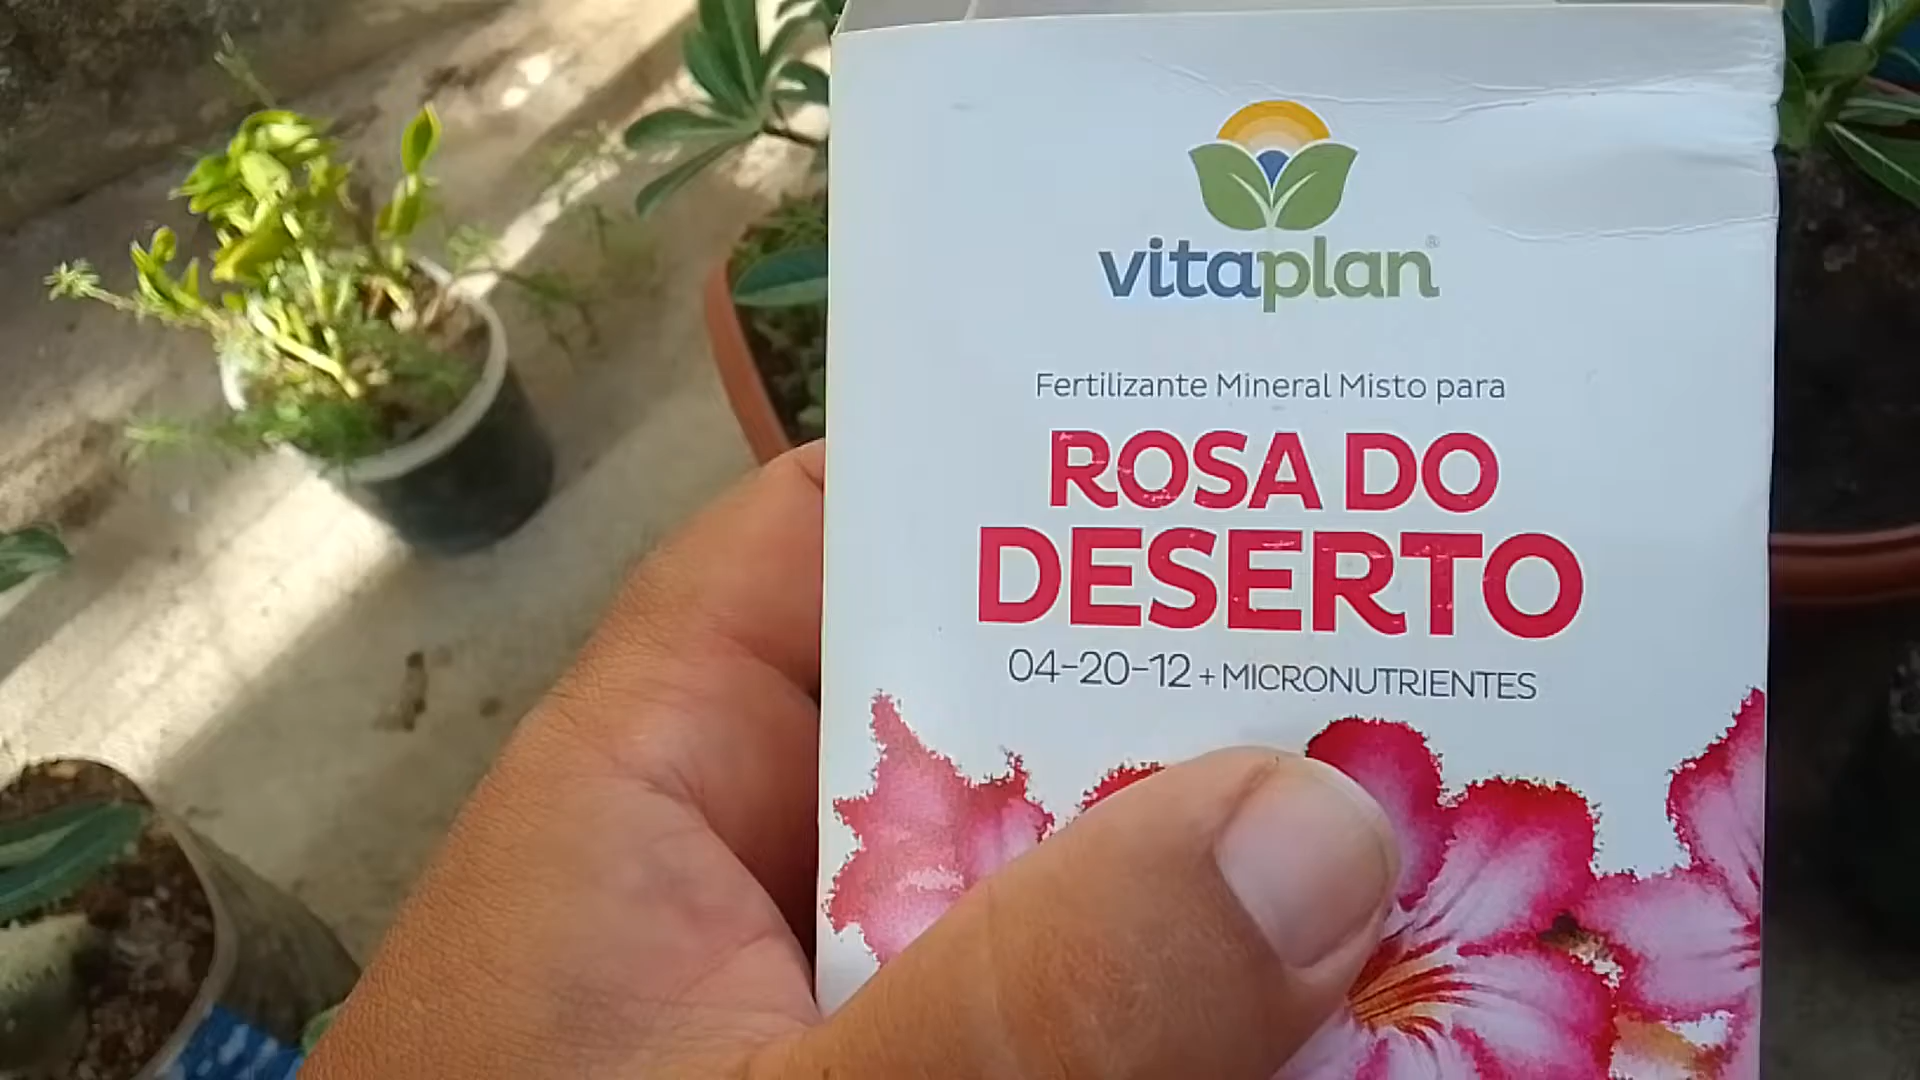 vitaplan®
Fertilizante Mineral Misto para
ROSA DO
DESERTO
04-20-12 + MICRONUTRIENTES